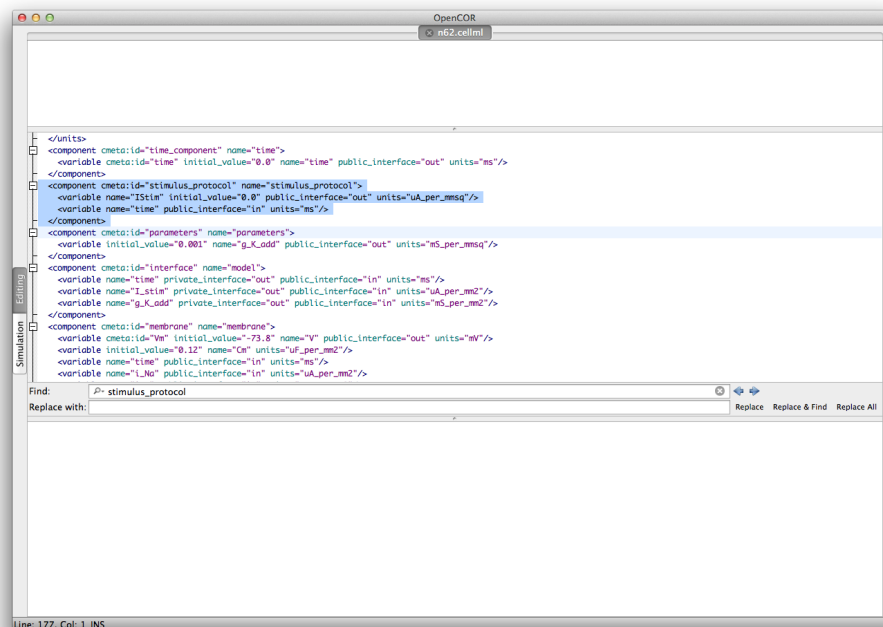 OpenCOR
n62.cellml
</units>
<component cmeta:id="time_component" name="time">
<variable cmeta:id="time" initial_value="0.0" name="time" public_interface="out" units="ms"/>
</component>
<component cmeta:id="stimulus_protocol" name="stimulus_protocol">
<variable name="IStim" initial_value="0.0" public_interface="out" units="uA_per_mmsq"/>
<variable name="time" public_interface="in" units="ms"/>
</component>
<component cmeta:id="parameters" name="parameters">
<variable initial_value="0.001" name="g_K_add" public_interface="out" units="mS_per_mmsq"/>
</component>
<component cmeta:id="interface" name="model">
<variable name="time" private_interface="out" public_interface="in" units="ms"/>
<variable name="I_stim" private_interface="out" public_interface="in" units="uA_per_mm2"/>
<variable name="g_K_add" private_interface="out" public_interface="in" units="mS_per_mm2"/>
</component>
<component cmeta:id="membrane" name="membrane">
<variable cmeta:id="Vm" initial_value="-73.8" name="V" public_interface="out" units="mV"/>
<variable initial_value="0.12" name="Cm" units="uF_per_mm2"/>
<variable name="time" public_interface="in" units="ms"/>
<variable name="i_Na" public_interface="in" units="uA_per_mm2"/>
Editing
Simulation
Find: stimulus_protocol
Replace with: Replace Replace & Find Replace All
Line: 177, Col: 1 INS